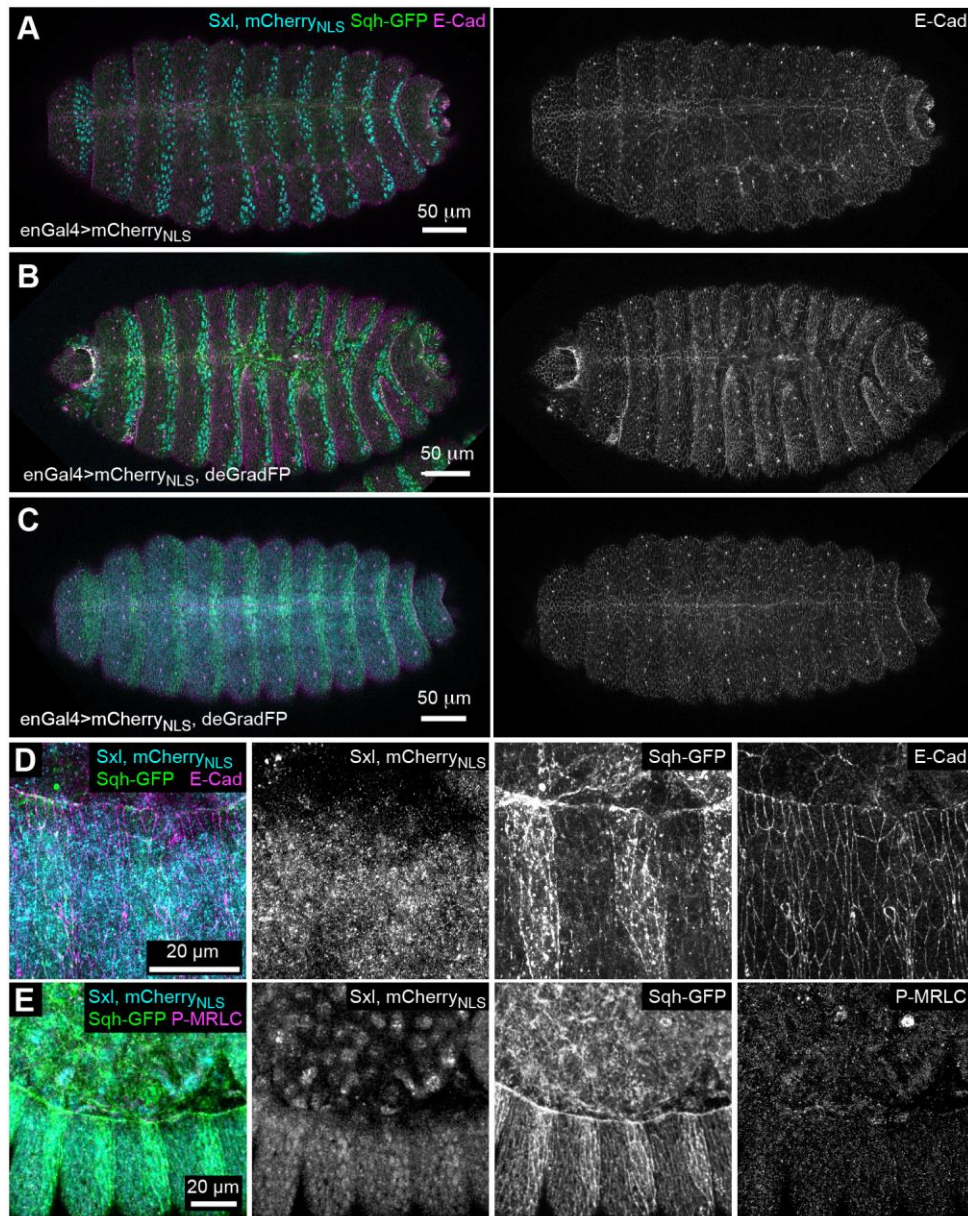 A
Sxl, mCherryNLS Sqh-GFP E-Cad
E-Cad
50 μm
enGal4>mCherryNLS
B
50 μm
enGal4>mCherryNLS, deGradFP
C
50 μm
enGal4>mCherryNLS, deGradFP
D
Sxl, mCherryNLS
Sqh-GFP E-Cad
20 μm
Sxl, mCherryNLS
Sqh-GFP
E-Cad
E
Sxl, mCherryNLS
Sqh-GFP P-MRLC
20 μm
Sxl, mCherryNLS
Sqh-GFP
P-MRLC